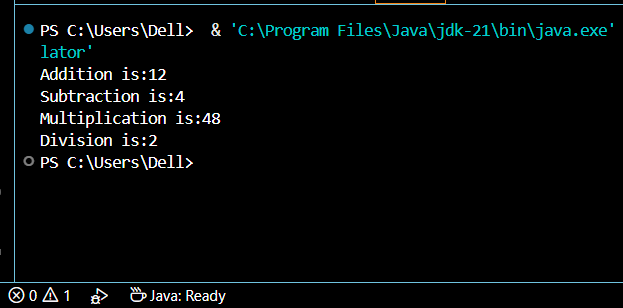 PS C:\Users\Dell>  & 'C:\Program Files\Java\jdk-21\bin\java.exe'
lator'
Addition is:12
Subtraction is:4
Multiplication is:48
Division is:2
PS C:\Users\Dell>
0 1 Java: Ready